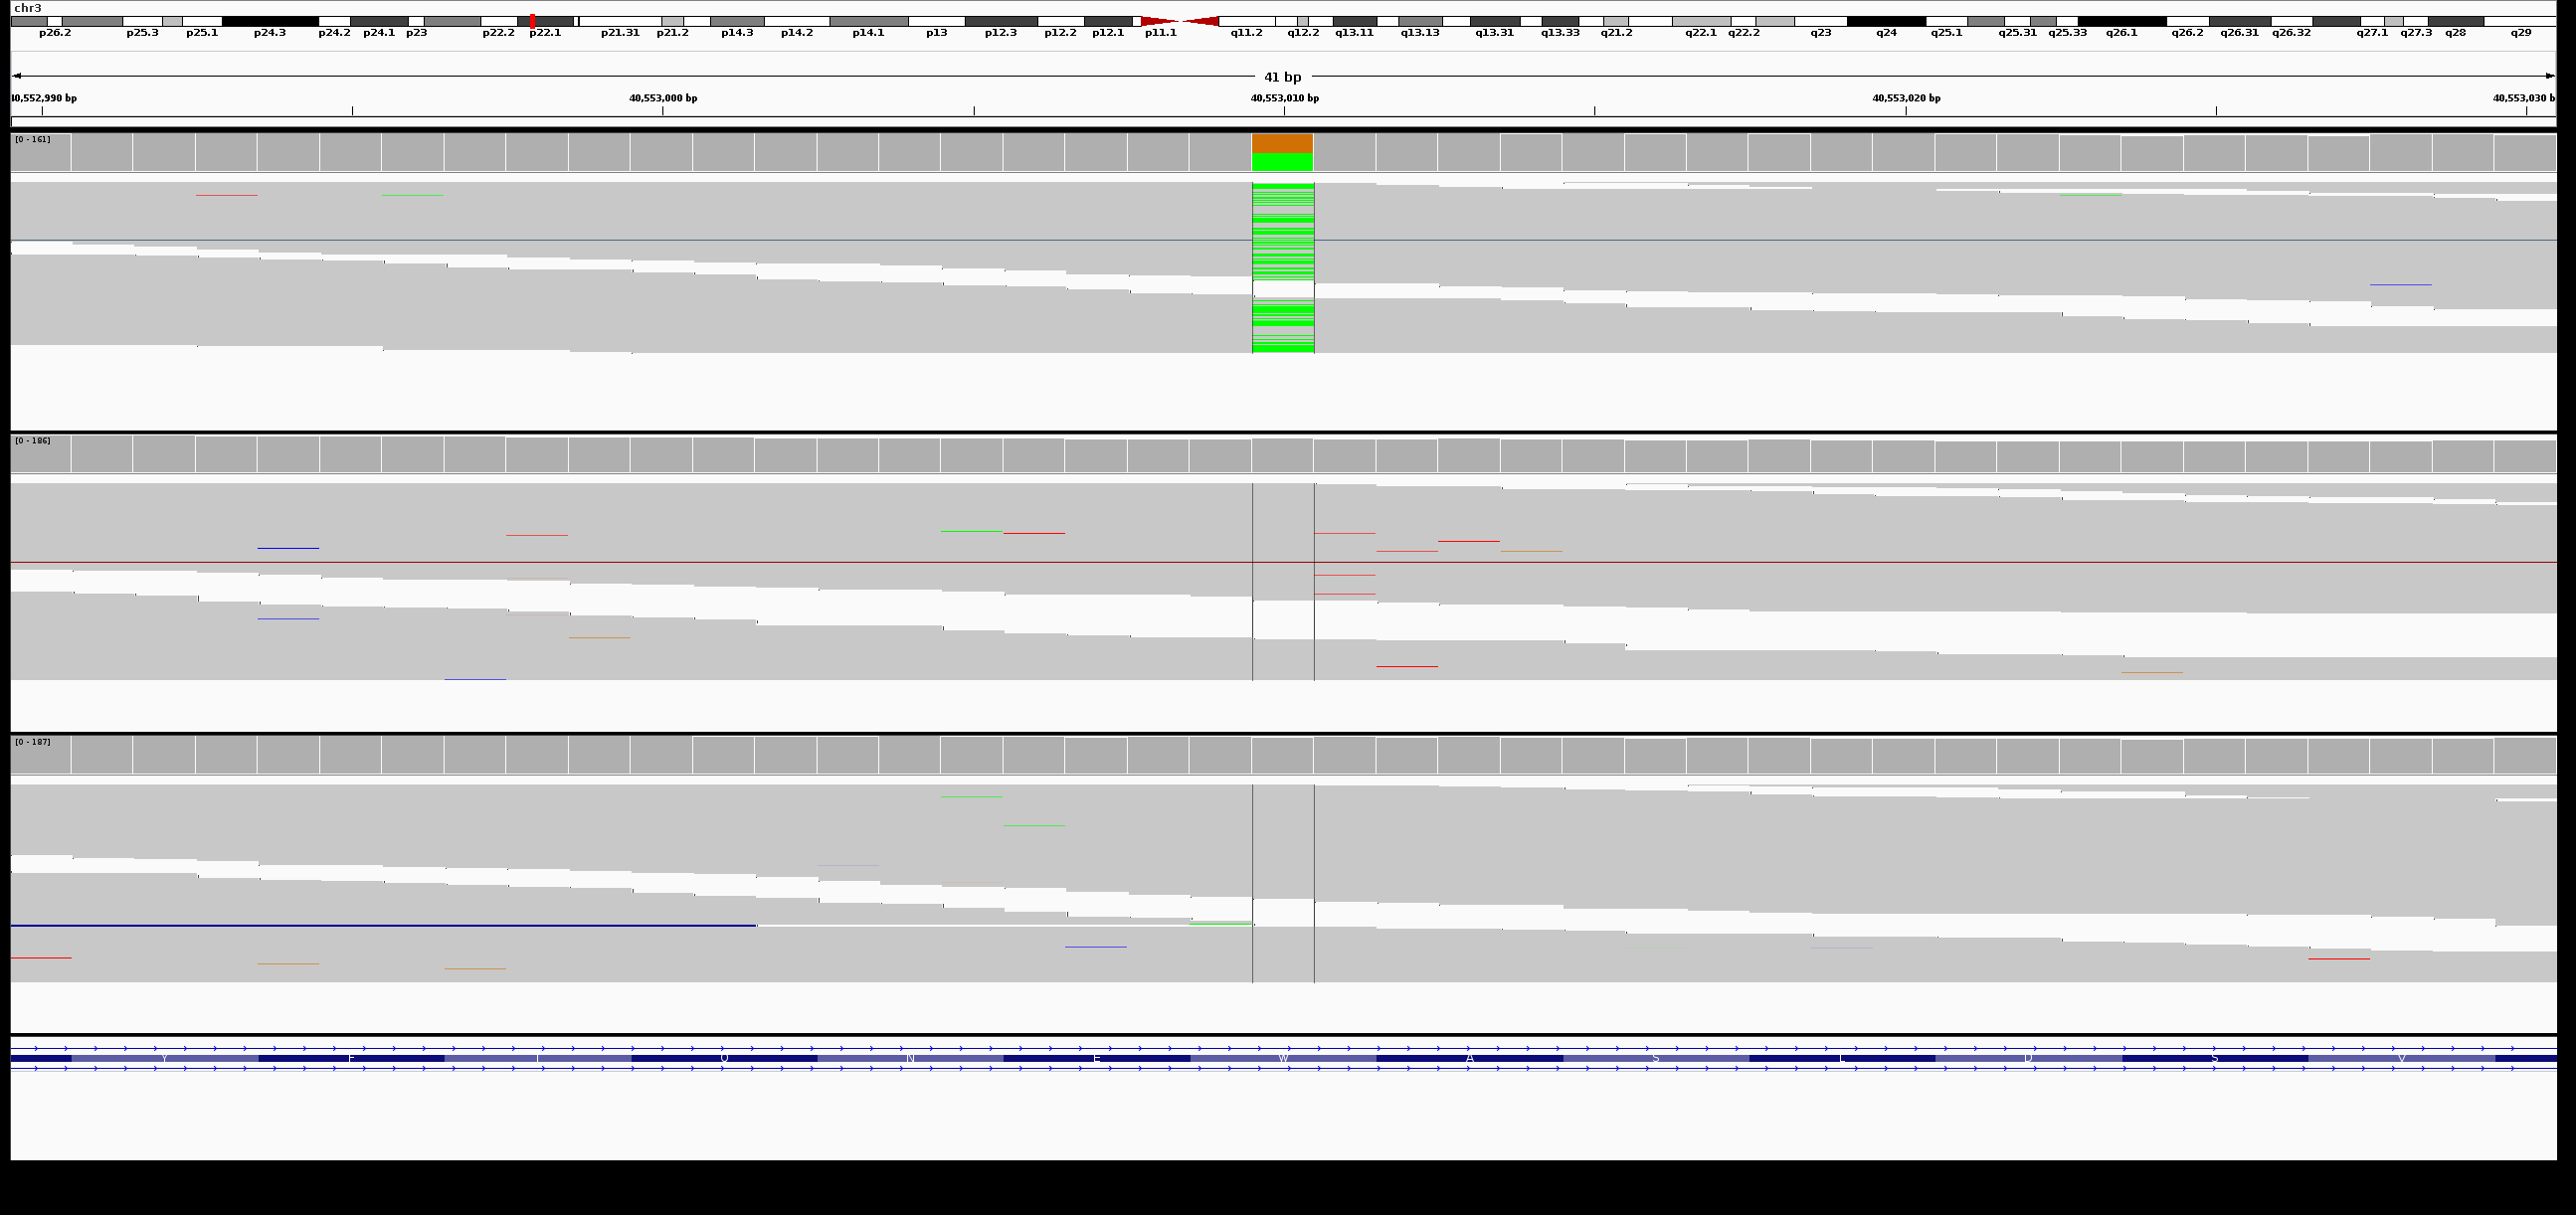 chr3
p26.2 p25.3 p25.1 p24.3 p24.2 p24.1 p23 p22.2 p22.1 p21.31 p21.2 p14.3 p14.2 p14.1 p13 p12.3 p12.2 p12.1 p11.1 q11.2 q12.2 q13.11 q13.13 q13.31 q13.33 q21.2 q22.1 q22.2 q23 q24 q25.1 q25.31 q25.33 q26.1 q26.2 q26.31 q26.32 q27.1 q27.3 q28 q29
41 bp
40,552,990 bp 40,553,000 bp 40,553,010 bp 40,553,020 bp 40,553,030 b
[0 - 161]
[0 - 186]
[0 - 187]
Y F I Q N E W A S L D S V